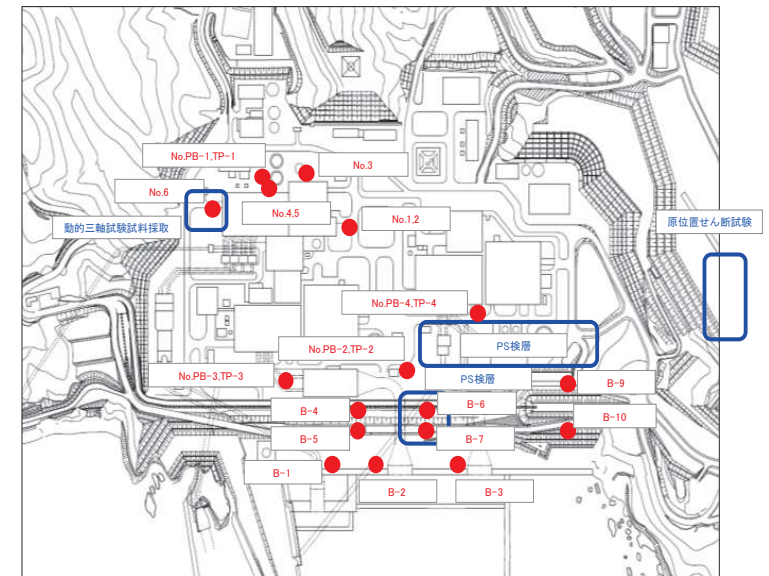 No.PB-1,TP-1
No.3
No.6
No.4,5
No.1,2
動的三軸試験試料採取
原位置せん断試験
No.PB-4,TP-4
No.PB-2,TP-2
PS検層
No.PB-3,TP-3
PS検層
B-9
B-4
B-6
B-10
B-5
B-7
B-1
B-2
B-3